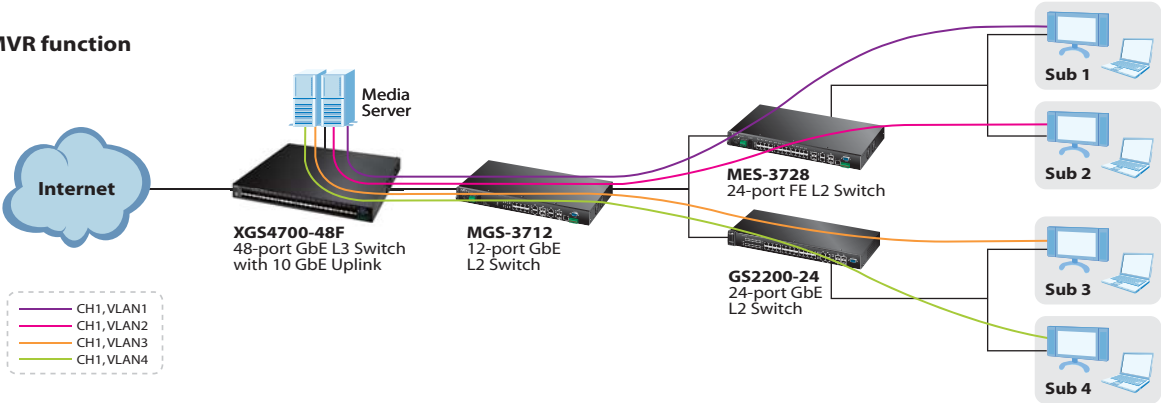 MVR function
Media
Server
Internet
XGS4700-48F
48-port GbE L3 Switch
with 10 GbE Uplink
MGS-3712
12-port GbE
L2 Switch
MES-3728
24-port FE L2 Switch
GS2200-24
24-port GbE
L2 Switch
Sub 1
Sub 2
Sub 3
Sub 4
CH1, VLAN1
CH1, VLAN2
CH1, VLAN3
CH1, VLAN4